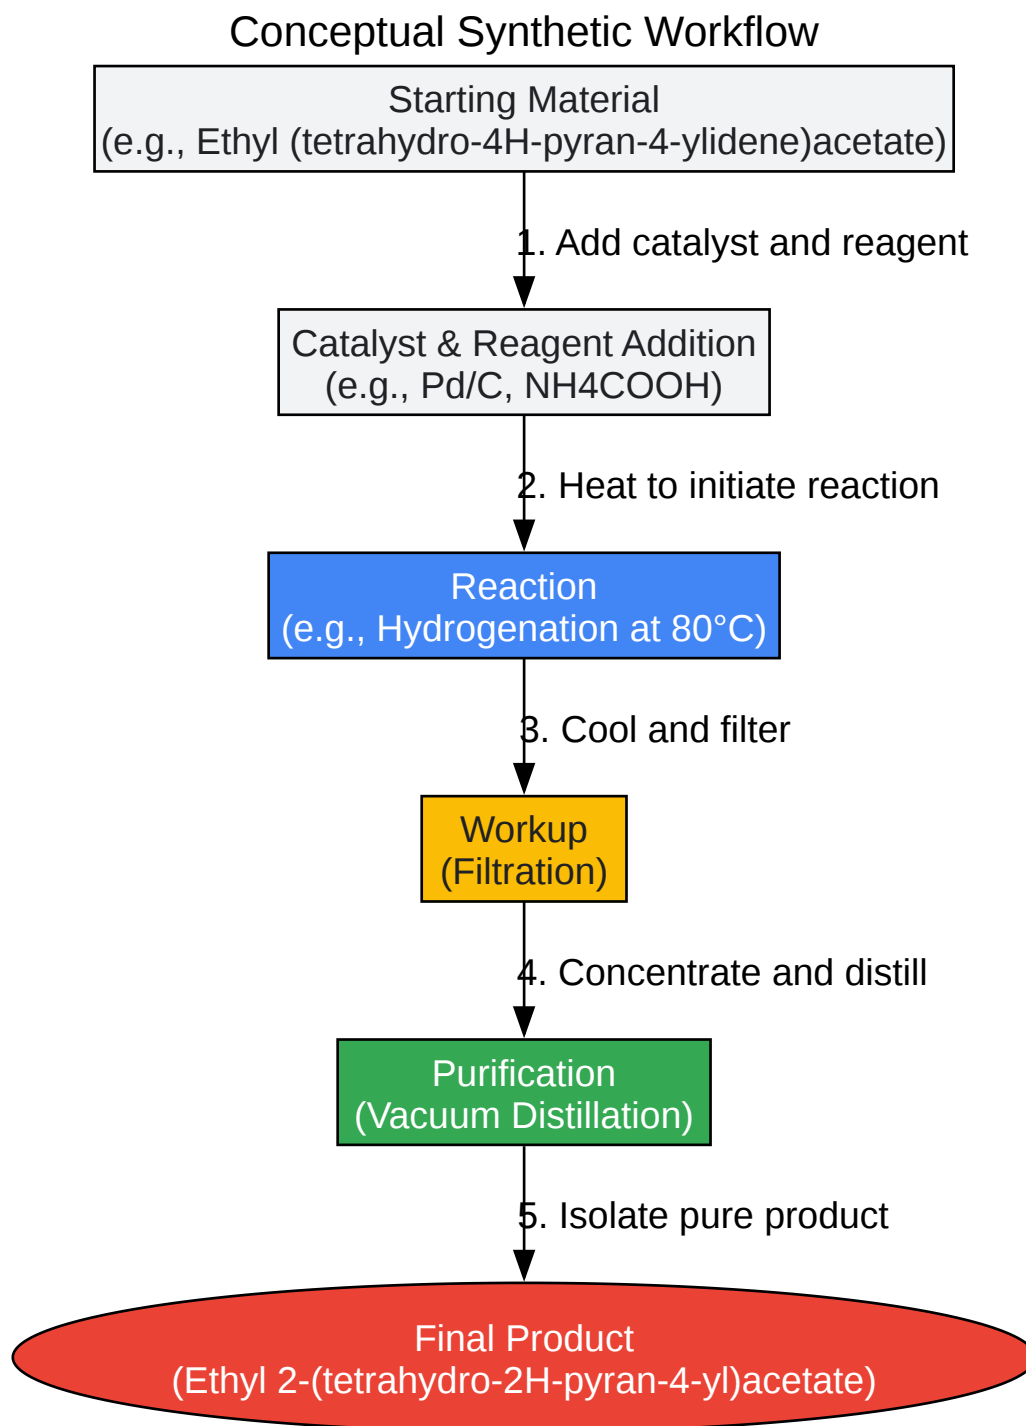 Conceptual Synthetic Workflow
Starting Material
(e.g., Ethyl (tetrahydro-4H-pyran-4-ylidene)acetate)
1. Add catalyst and reagent
Catalyst & Reagent Addition
(e.g., Pd/C, NH4COOH)
2. Heat to initiate reaction
Reaction
(e.g., Hydrogenation at 80°C)
3. Cool and filter
Workup
(Filtration)
4. Concentrate and distill
Purification
(Vacuum Distillation)
5. Isolate pure product
Final Product
(Ethyl 2-(tetrahydro-2H-pyran-4-yl)acetate)